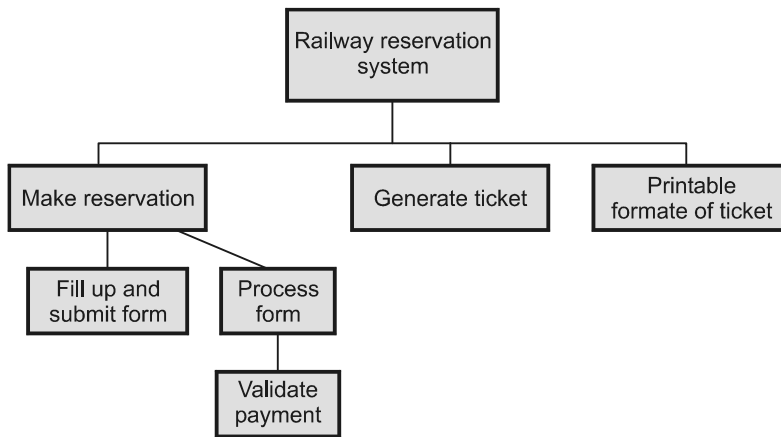 Railway reservation
system
Make reservation
Generate ticket
Printable
formate of ticket
Fill up and
submit form
Process
form
Validate
payment